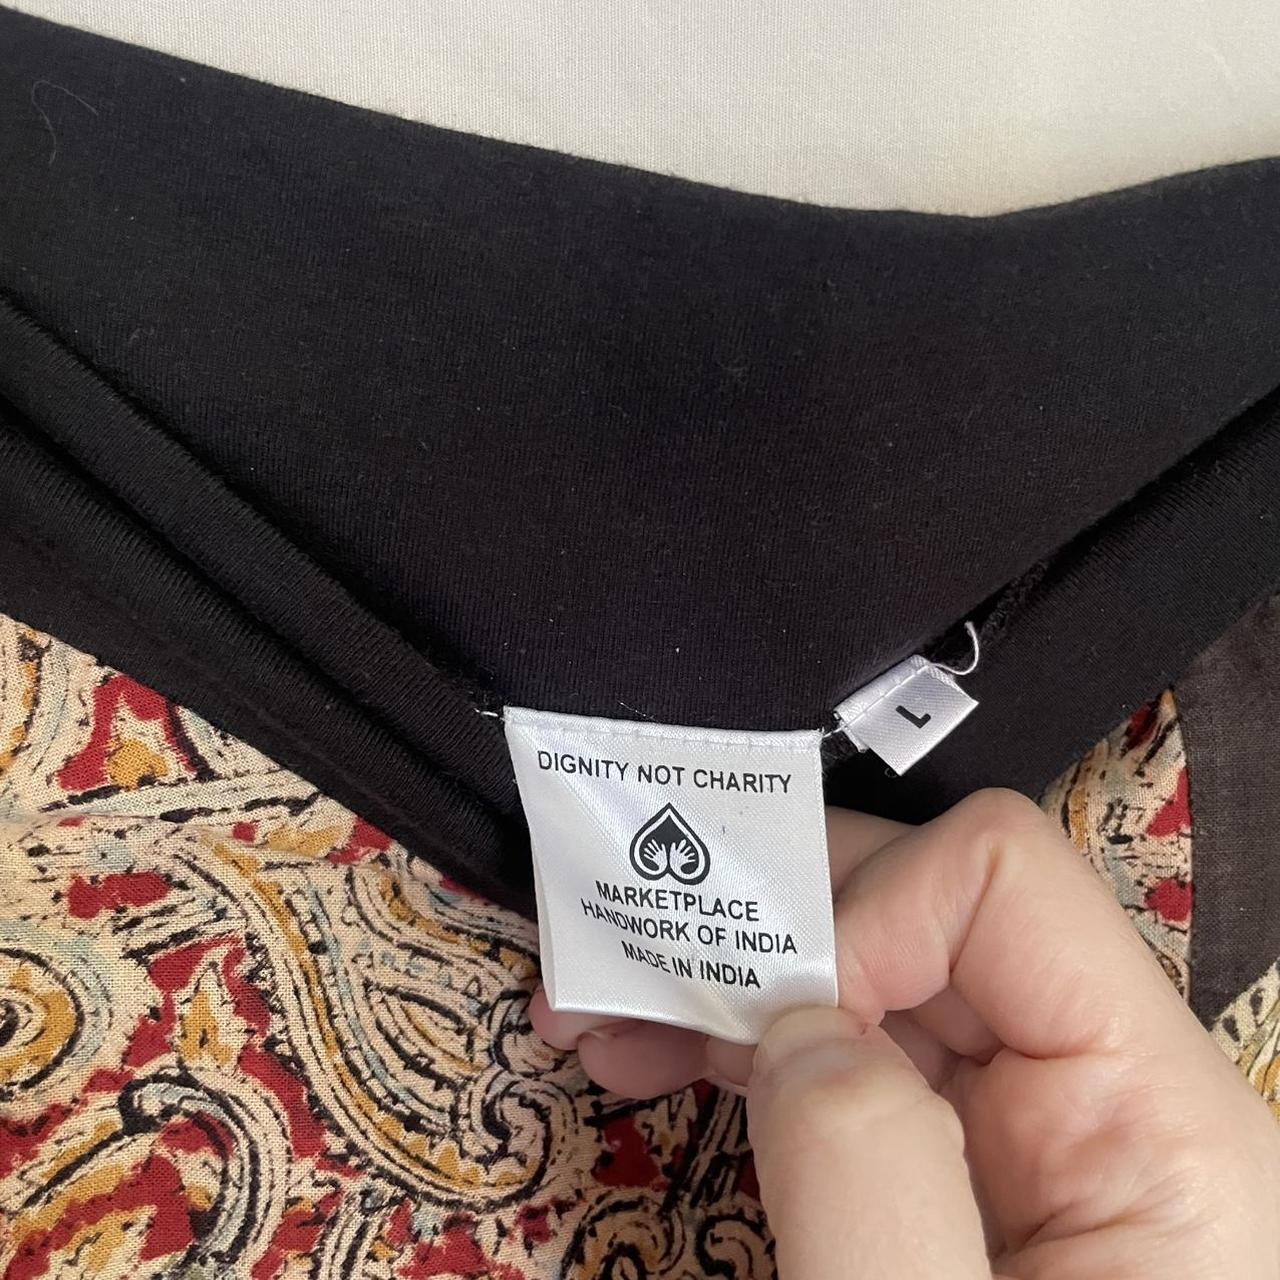 DIGNITY NOT CHARITY
MARKETPLACE
HANDWORK OF INDIA
MADE IN INDIA
L